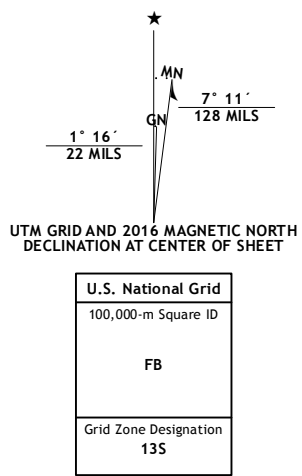 ★
MN
GN
7° 11´
128 MILS
1° 16´
22 MILS
UTM GRID AND 2016 MAGNETIC NORTH
DECLINATION AT CENTER OF SHEET
U.S. National Grid
100,000-m Square ID
FB
Grid Zone Designation
13S